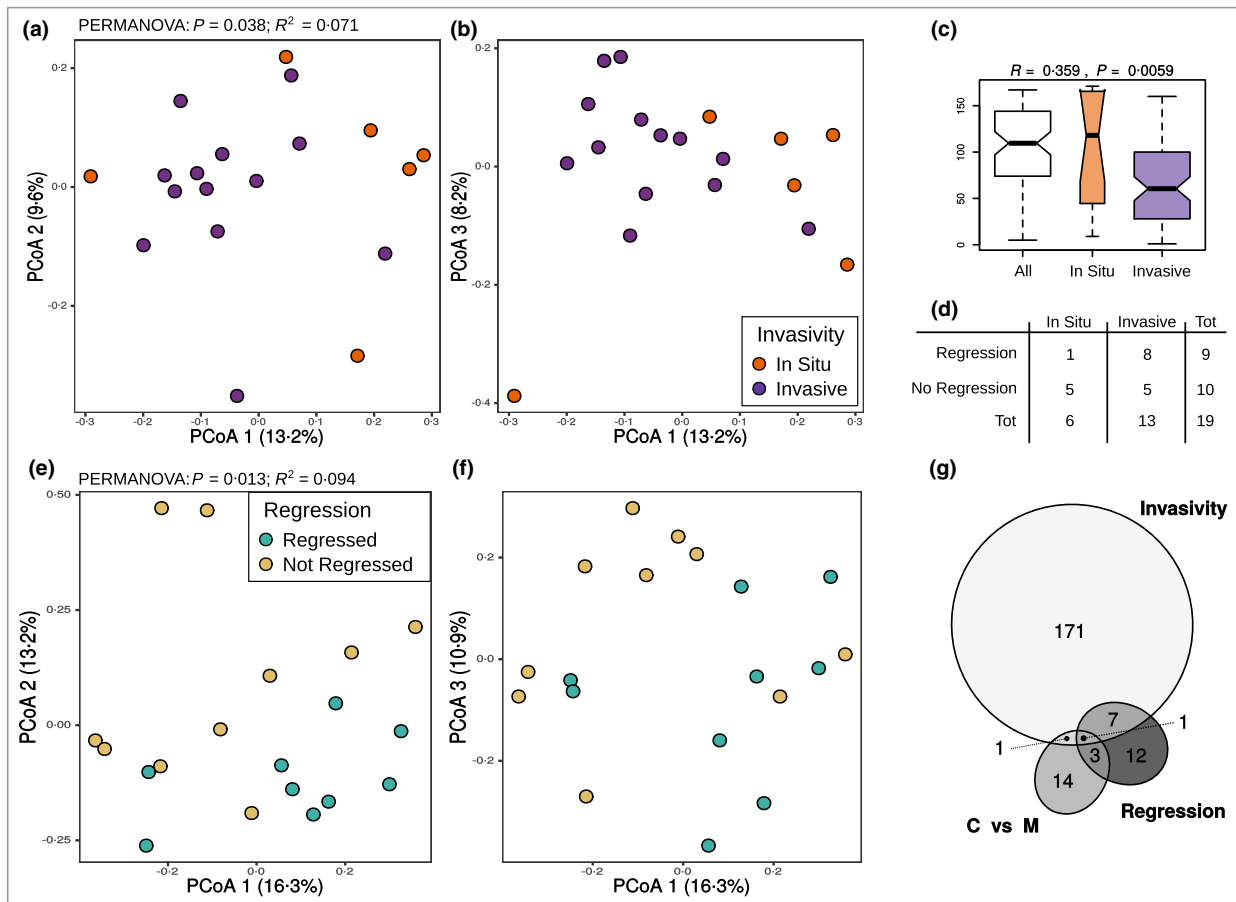 (a)
PERMANOVA: P = 0·038; R² = 0·071
0·2
0·0
-0·2
PCoA 2 (9·6%)
-0·3 -0·2 -0·1 0·0 0·1 0·2 0·3
PCoA 1 (13·2%)
(b)
0·2
0·0
-0·2
-0·4
PCoA 3 (8·2%)
Invasivity
In Situ
Invasive
-0·3 -0·2 -0·1 0·0 0·1 0·2 0·3
PCoA 1 (13·2%)
(c)
R = 0·359 , P = 0·0059
150
100
50
0
All In Situ Invasive
(d)
In Situ Invasive Tot
Regression 1 8 9
No Regression 5 5 10
Tot 6 13 19
(e)
PERMANOVA: P = 0·013; R² = 0·094
Regression
Regressed
Not Regressed
0·50
0·25
0·00
-0·25
PCoA 2 (13·2%)
-0·2 0·0 0·2
PCoA 1 (16·3%)
(f)
0·2
0·0
-0·2
PCoA 3 (10·9%)
-0·2 0·0 0·2
PCoA 1 (16·3%)
(g)
Invasivity
171
7
1
1
3
12
14
Regression
C vs M